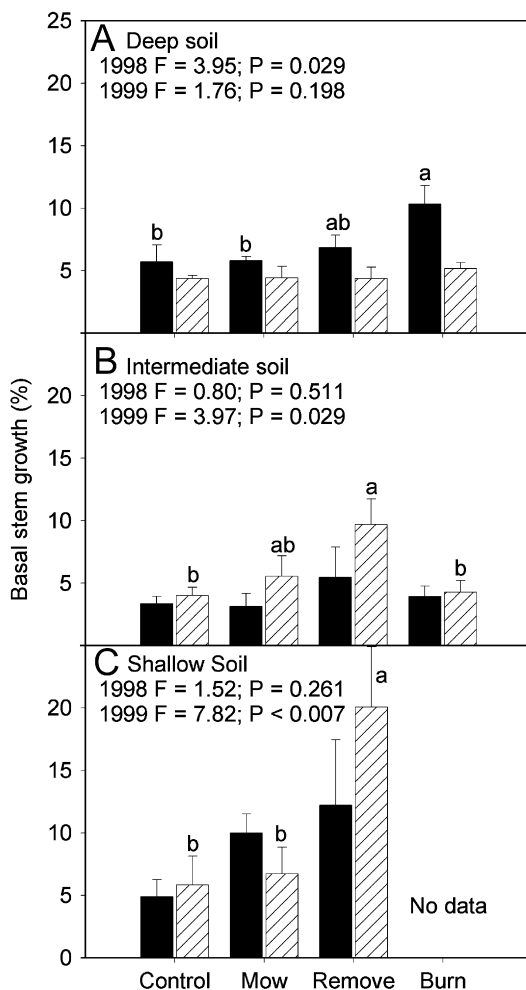 25
A Deep soil
1998 F = 3.95; P = 0.029
1999 F = 1.76; P = 0.198
20
15
10
5
b
b
ab
a
B Intermediate soil
1998 F = 0.80; P = 0.511
1999 F = 3.97; P = 0.029
20
15
10
5
b
ab
a
b
Basal stem growth (%)
C Shallow Soil
1998 F = 1.52; P = 0.261
1999 F = 7.82; P < 0.007
20
15
10
5
0
b
b
a
No data
Control Mow Remove Burn